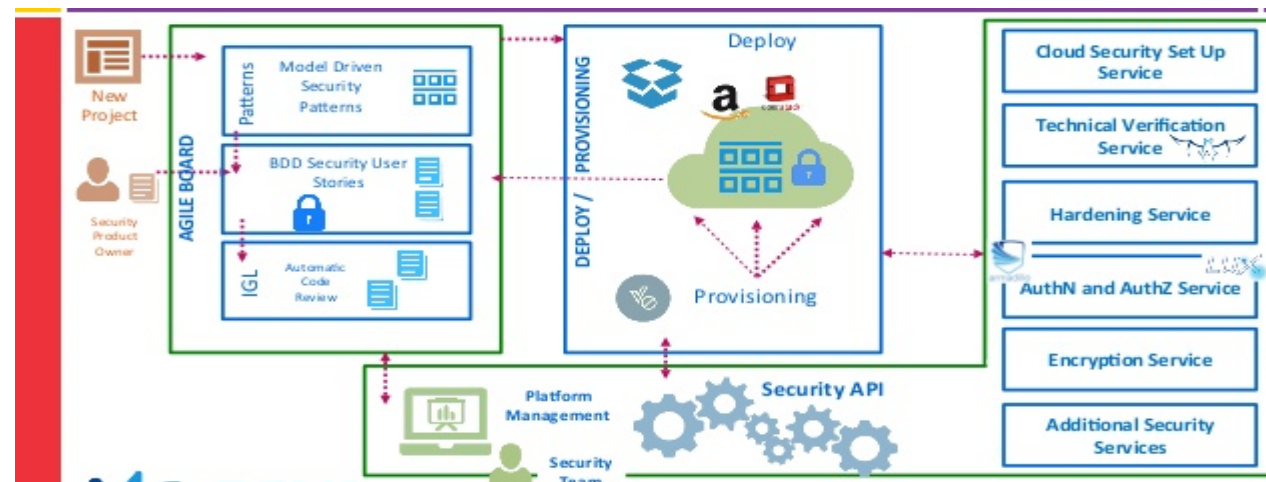 New
Project
Security
Product
Owner
AGILE BOARD
Patterns
Model Driven
Security
Patterns
BDD Security User
Stories
IGL
Automatic
Code
Review
DEPLOY / PROVISIONING
Deploy
a
Provisioning
Platform
Management
Security
Team
Security API
Cloud Security Set Up
Service
Technical Verification
Service
Hardening Service
armadillo
AuthN and AuthZ Service
Encryption Service
Additional Security
Services